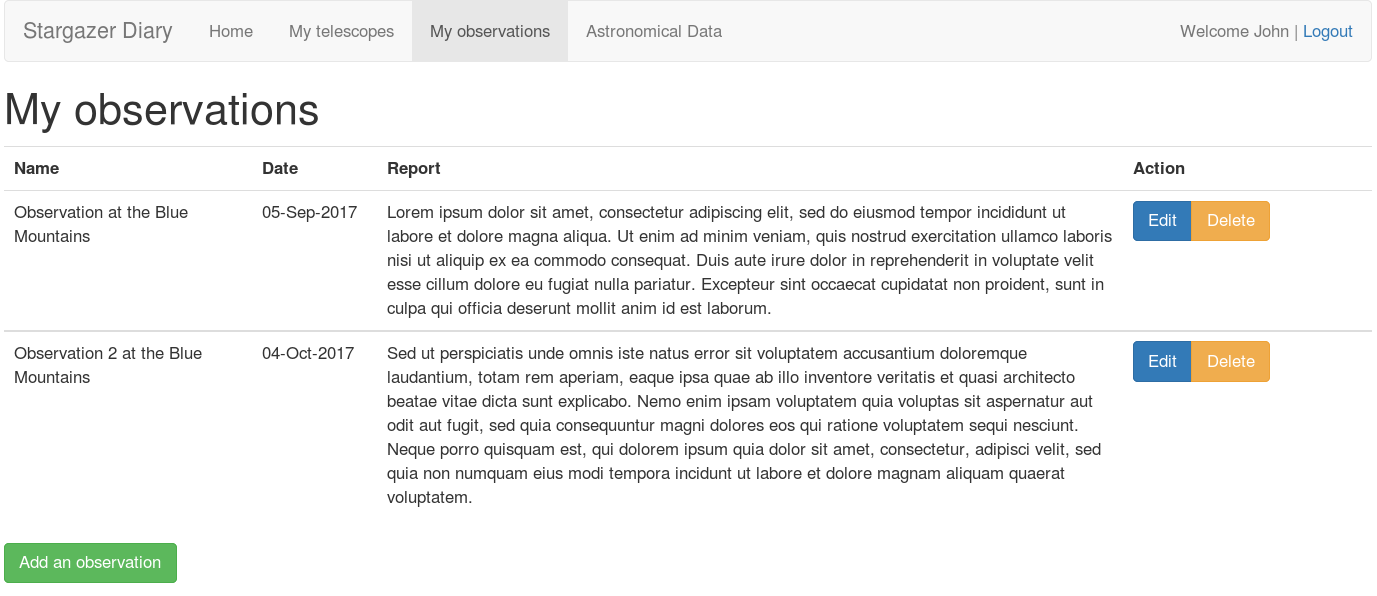 Stargazer Diary Home My telescopes My observations Astronomical Data Welcome John | Logout
My observations
Name Date Report Action
Observation at the Blue Mountains
05-Sep-2017
Lorem ipsum dolor sit amet, consectetur adipiscing elit, sed do eiusmod tempor incididunt ut
labore et dolore magna aliqua. Ut enim ad minim veniam, quis nostrud exercitation ullamco laboris
nisi ut aliquip ex ea commodo consequat. Duis aute irure dolor in reprehenderit in voluptate velit
esse cillum dolore eu fugiat nulla pariatur. Excepteur sint occaecat cupidatat non proident, sunt in
culpa qui officia deserunt mollit anim id est laborum.
Edit Delete
Observation 2 at the Blue
Mountains
04-Oct-2017
Sed ut perspiciatis unde omnis iste natus error sit voluptatem accusantium doloremque
laudantium, totam rem aperiam, eaque ipsa quae ab illo inventore veritatis et quasi architecto
beatae vitae dicta sunt explicabo. Nemo enim ipsam voluptatem quia voluptas sit aspernatur aut
odit aut fugit, sed quia consequuntur magni dolores eos qui ratione voluptatem sequi nesciunt.
Neque porro quisquam est, qui dolorem ipsum quia dolor sit amet, consectetur, adipisci velit, sed
quia non numquam eius modi tempora incidunt ut labore et dolore magnam aliquam quaerat
voluptatem.
Edit Delete
Add an observation